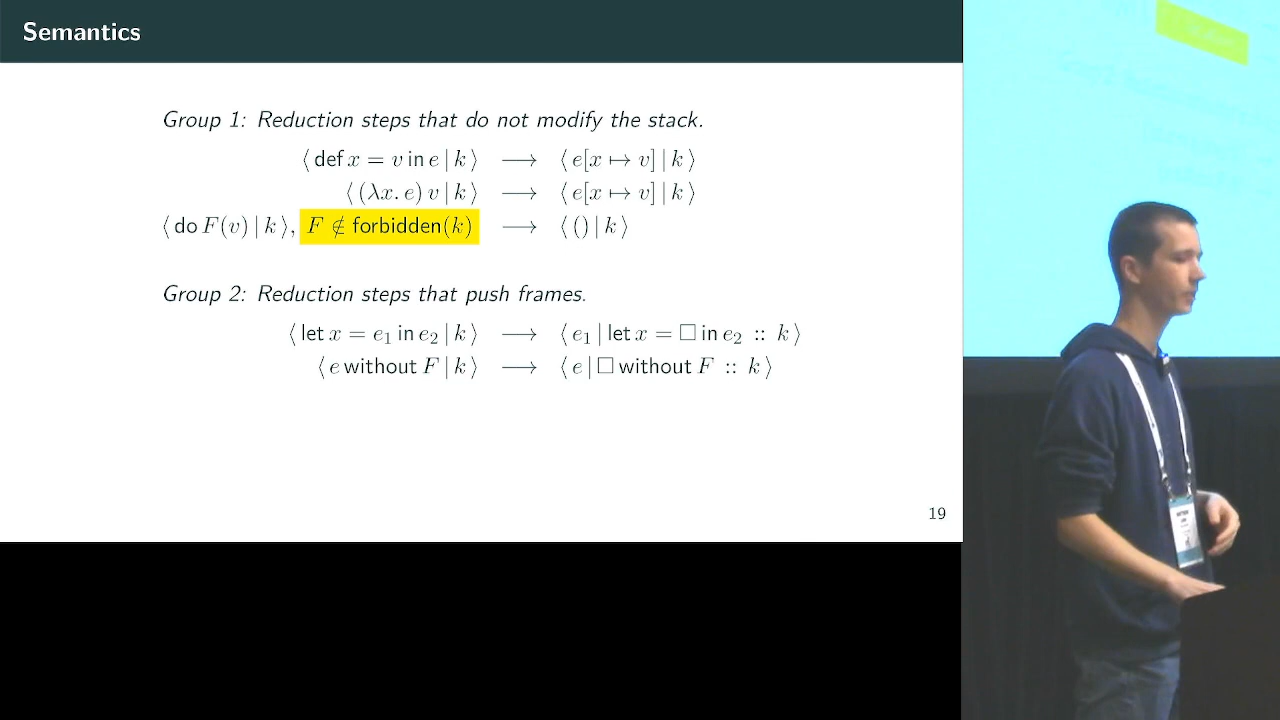 Semantics
Group 1: Reduction steps that do not modify the stack.
⟨ def x = v in e | k ⟩ ⟶ ⟨ e[x ↦ v] | k ⟩
⟨ (λx. e) v | k ⟩ ⟶ ⟨ e[x ↦ v] | k ⟩
⟨ do F(v) | k ⟩, F ∉ forbidden(k) ⟶ ⟨ () | k ⟩
Group 2: Reduction steps that push frames.
⟨ let x = e₁ in e₂ | k ⟩ ⟶ ⟨ e₁ | let x = □ in e₂ :: k ⟩
⟨ e without F | k ⟩ ⟶ ⟨ e | □ without F :: k ⟩
19